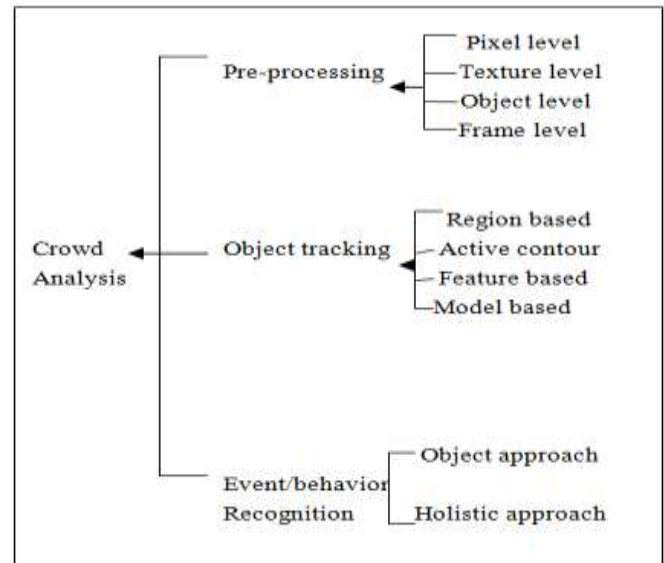 Pixel level
Pre-processing
Texture level
Object level
Frame level
Region based
Crowd
Analysis
Object tracking
Active contour
Feature based
Model based
Object approach
Event/behavior
Recognition
Holistic approach